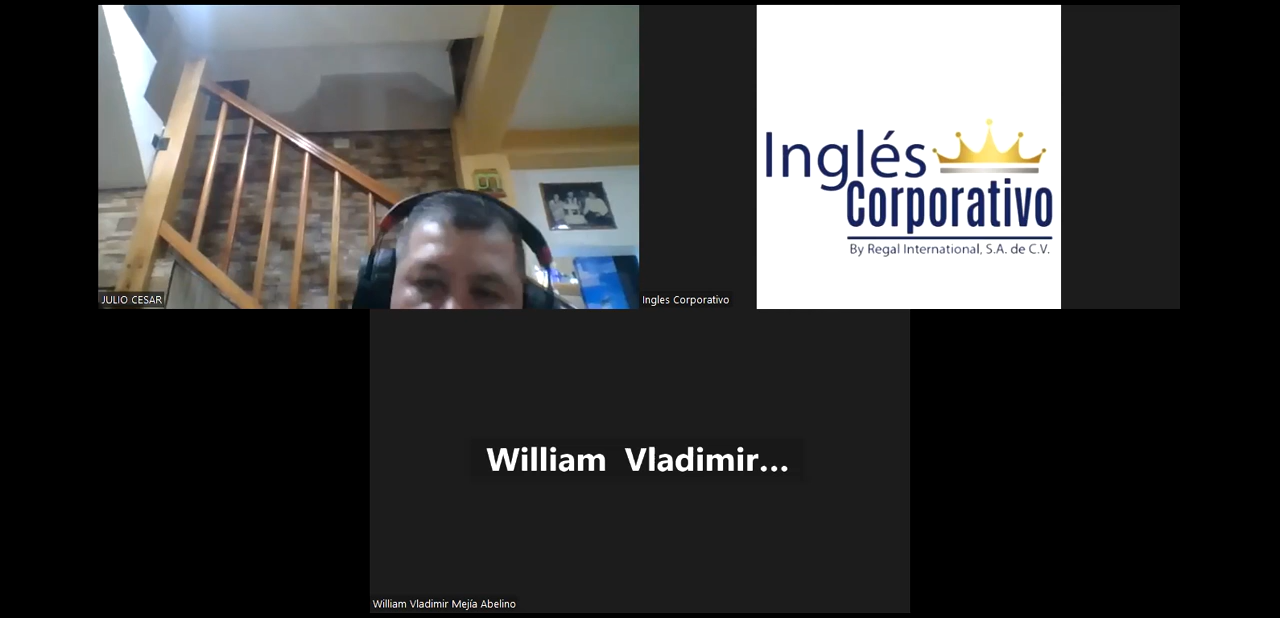 Inglés
Corporativo
By Regal International, S.A. de C.V.
JULIO CESAR
Ingles Corporativo
William Vladimir...
William Vladimir Mejía Abelino